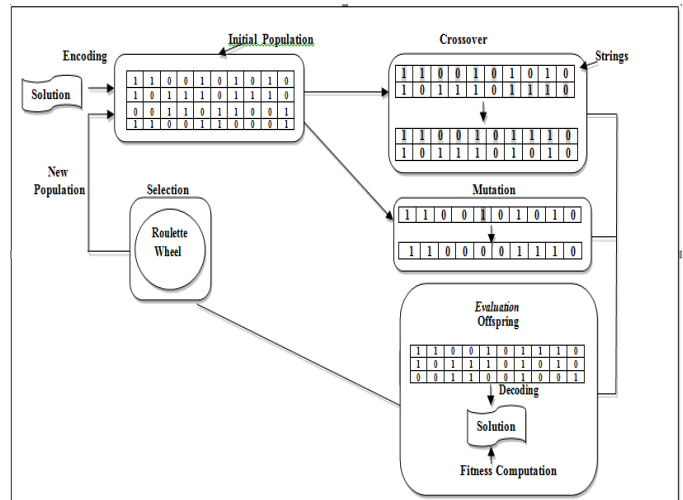 Initial Population
Crossover
Encoding
Strings
Solution
1 1 0 0 1 0 1 0 1 0
1 0 1 1 1 0 1 1 1 0
0 0 1 1 0 1 1 0 0 1
1 1 0 0 1 1 0 0 0 1
1 1 0 0 1 0 1 0 1 0
1 0 1 1 1 0 1 1 1 0
1 1 0 0 1 0 1 1 1 0
1 0 1 1 1 0 1 0 1 0
New
Population
Selection
Mutation
Roulette
Wheel
1 1 0 0 1 0 1 0 1 0
1 1 0 0 0 0 1 1 1 0
Evaluation
Offspring
1 1 0 0 1 0 1 1 1 0
1 0 1 1 1 0 1 0 1 0
0 0 1 1 0 0 1 0 0 1
Decoding
Solution
Fitness Computation